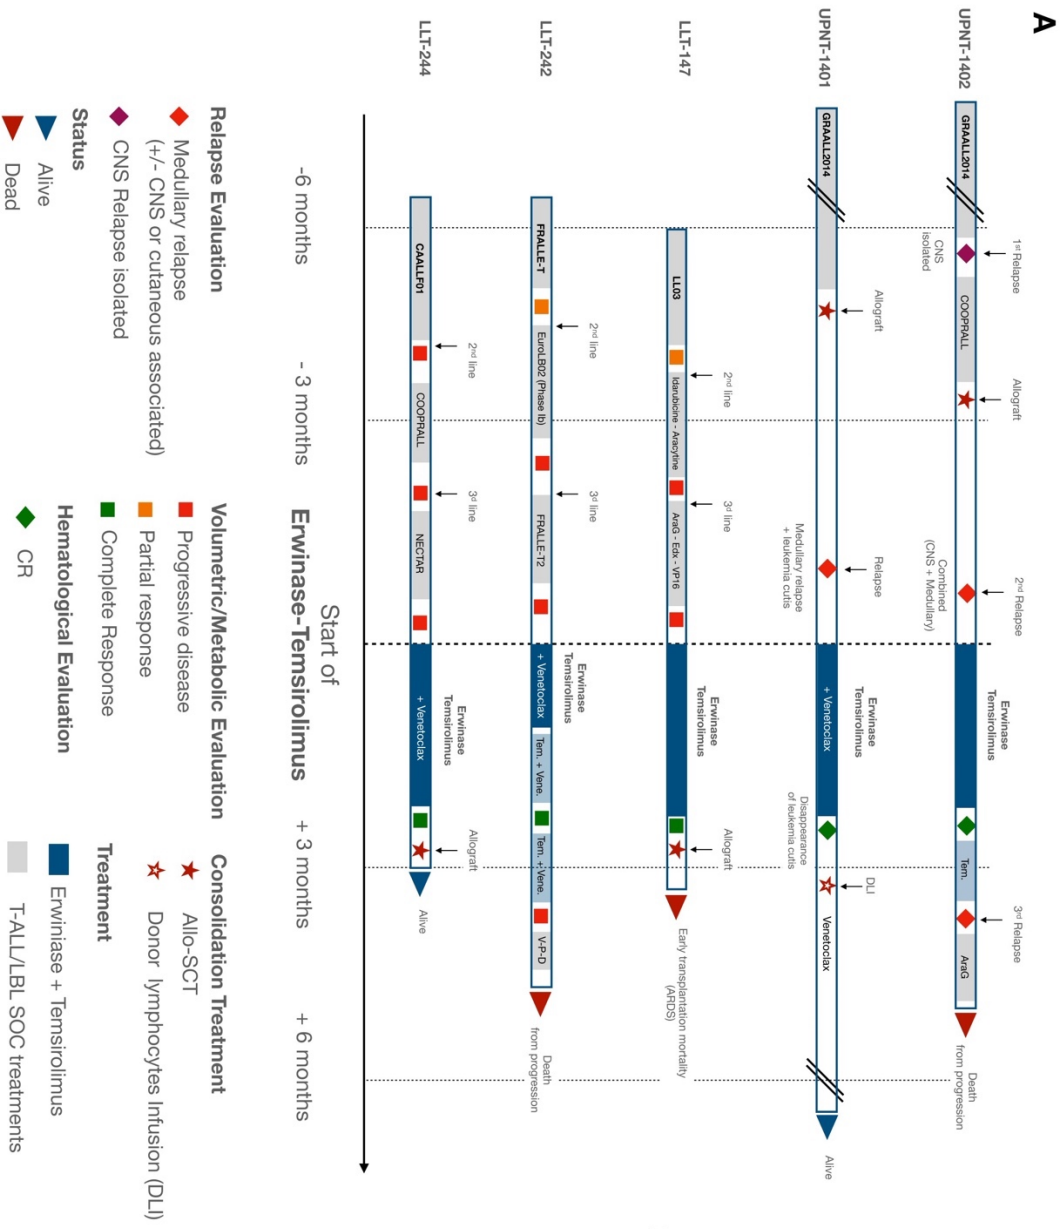 A
UPNT-1402
GRAALL2014
1st Relapse
CNS
isolated
COOPRALL
Allograft
2nd Relapse
Combined
(CNS + Medullary)
Erwinase
Temsirolimus
Tem.
3rd Relapse
AraG
Death
from progression
UPNT-1401
GRAALL2014
Allograft
Relapse
Medullary relapse
+ leukemia cutis
Erwinase
Temsirolimus
+ Venetoclax
Disappearance
of leukemia cutis
DLI
Venetoclax
Alive
LLT-147
LL03
2nd line
Idarubicine - Aracytine
3d line
AraG - Edx - VP16
Erwinase
Temsirolimus
Allograft
Early transplantation mortality
(ARDS)
LLT-242
FRALLE-T
2nd line
EuroLB02 (Phase Ib)
3d line
FRALLE-T2
Erwinase
Temsirolimus
+ Venetoclax
Tem. + Vene.
Tem. + Vene.
V-P-D
Death
from progression
LLT-244
CAALLF01
2nd line
COOPRALL
3d line
NECTAR
Erwinase
Temsirolimus
+ Venetoclax
Allograft
Alive
-6 months
- 3 months
Start of
Erwinase-Temsirolimus
+ 3 months
+ 6 months
Relapse Evaluation
Medullary relapse
(+/- CNS or cutaneous associated)
CNS Relapse isolated
Status
Alive
Dead
Volumetric/Metabolic Evaluation
Progressive disease
Partial response
Complete Response
Hematological Evaluation
CR
Consolidation Treatment
Allo-SCT
Donor lymphocytes Infusion (DLI)
Treatment
Erwiniase + Temsirolimus
T-ALL/LBL SOC treatments